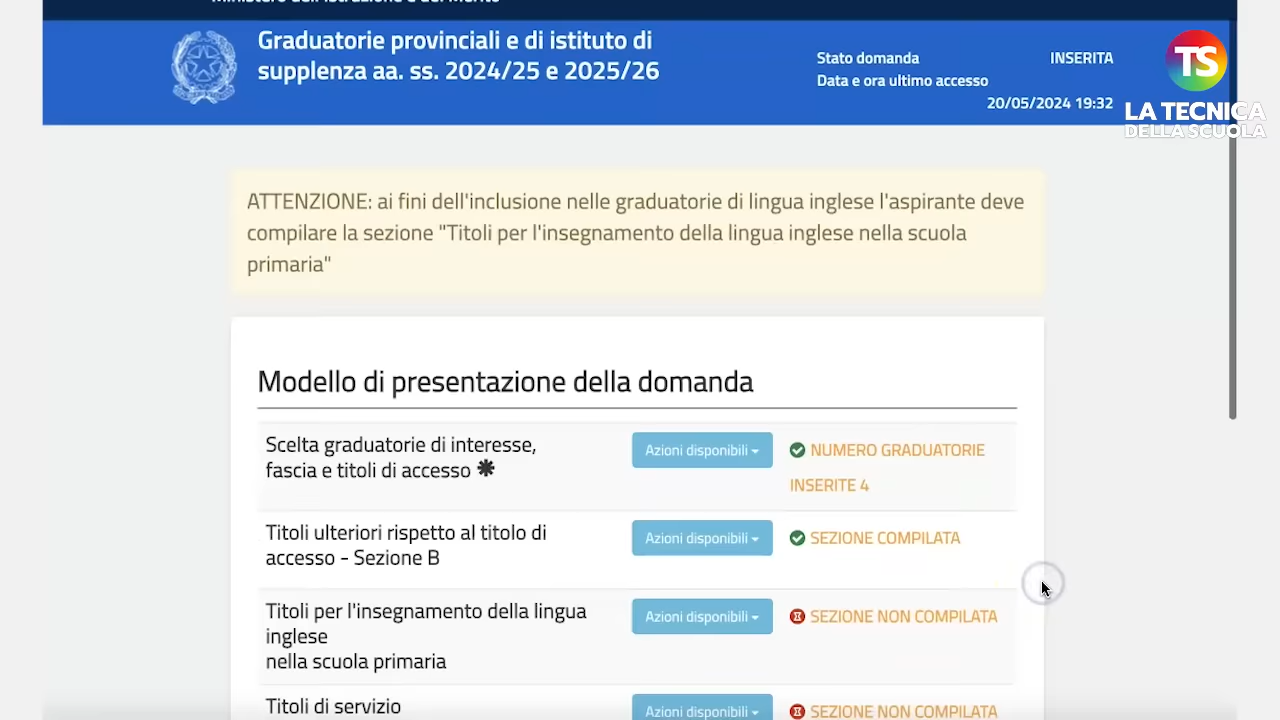 Ministero dell'Istruzione e del Merito
Graduatorie provinciali e di istituto di
supplenza aa. ss. 2024/25 e 2025/26
Stato domanda INSERITA
Data e ora ultimo accesso
20/05/2024 19:32
TS
LA TECNICA
DELLA SCUOLA
ATTENZIONE: ai fini dell'inclusione nelle graduatorie di lingua inglese l'aspirante deve
compilare la sezione "Titoli per l'insegnamento della lingua inglese nella scuola
primaria"
Modello di presentazione della domanda
Scelta graduatorie di interesse,
fascia e titoli di accesso ✱
Azioni disponibili
NUMERO GRADUATORIE
INSERITE 4
Titoli ulteriori rispetto al titolo di
accesso - Sezione B
Azioni disponibili
SEZIONE COMPILATA
Titoli per l'insegnamento della lingua
inglese
nella scuola primaria
Azioni disponibili
SEZIONE NON COMPILATA
Titoli di servizio
Azioni disponibili
SEZIONE NON COMPILATA